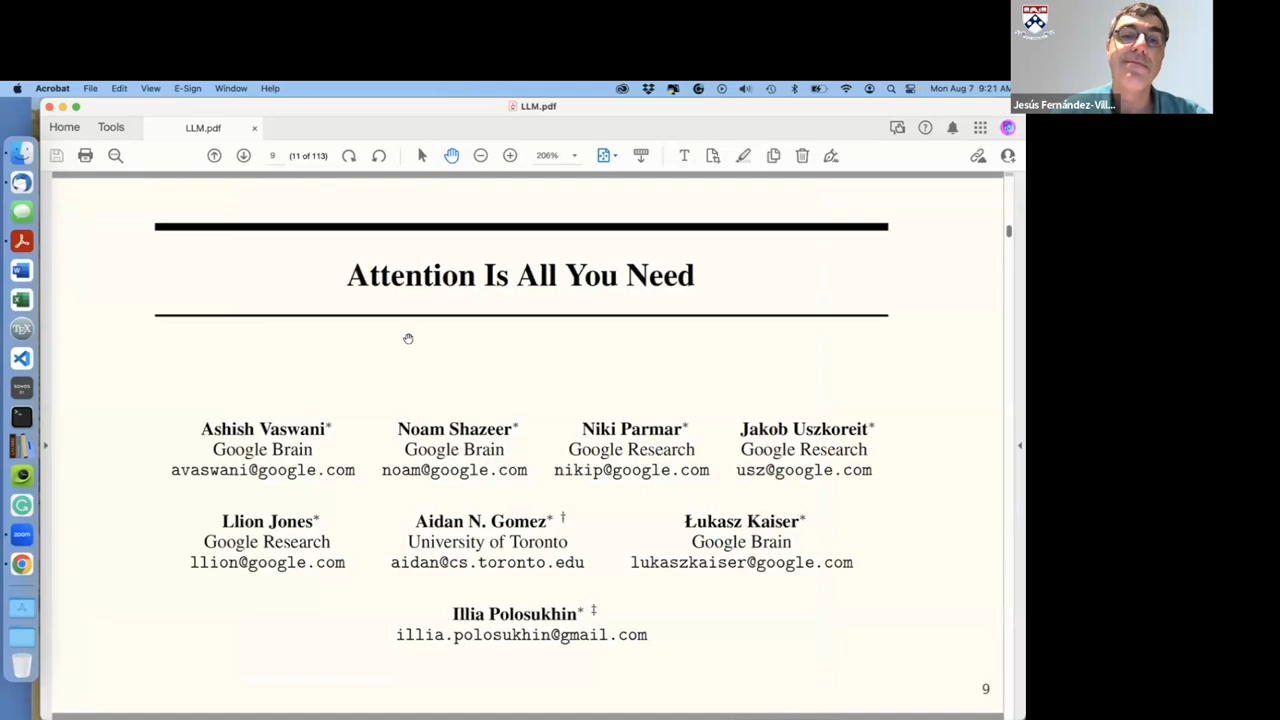 Acrobat File Edit View E-Sign Window Help Mon Aug 7 9:21 AM
Jesús Fernández-Vill...
LLM.pdf
Home Tools LLM.pdf
9 (11 of 113) 206%
Attention Is All You Need
Ashish Vaswani* Noam Shazeer* Niki Parmar* Jakob Uszkoreit*
Google Brain Google Brain Google Research Google Research
avaswani@google.com noam@google.com nikip@google.com usz@google.com
Llion Jones* Aidan N. Gomez* † Łukasz Kaiser*
Google Research University of Toronto Google Brain
llion@google.com aidan@cs.toronto.edu lukaszkaiser@google.com
Illia Polosukhin* ‡
illia.polosukhin@gmail.com
9
zoom
TEX